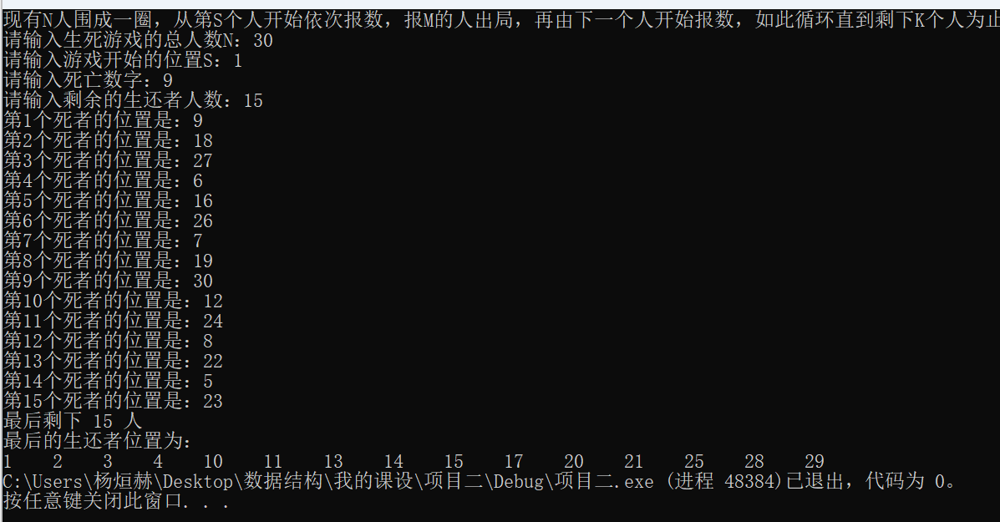 现有N人围成一圈，从第S个人开始依次报数，报M的人出局，再由下一个人开始报数，如此循环直到剩下K个人为止
请输入生死游戏的总人数N：30
请输入游戏开始的位置S：1
请输入死亡数字：9
请输入剩余的生还者人数：15
第1个死者的位置是：9
第2个死者的位置是：18
第3个死者的位置是：27
第4个死者的位置是：6
第5个死者的位置是：16
第6个死者的位置是：26
第7个死者的位置是：7
第8个死者的位置是：19
第9个死者的位置是：30
第10个死者的位置是：12
第11个死者的位置是：24
第12个死者的位置是：8
第13个死者的位置是：22
第14个死者的位置是：5
第15个死者的位置是：23
最后剩下 15 人
最后的生还者位置为：
1 2 3 4 10 11 13 14 15 17 20 21 25 28 29
C:\Users\杨烜赫\Desktop\数据结构\我的课设\项目二\Debug\项目二.exe (进程 48384)已退出，代码为 0。
按任意键关闭此窗口. . .